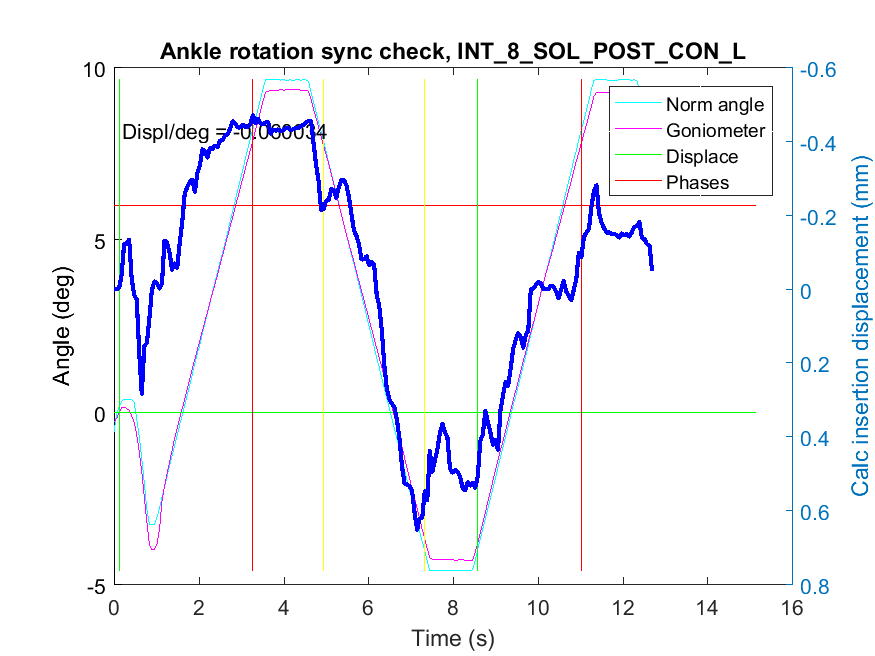 Ankle rotation sync check, INT_8_SOL_POST_CON_L
10
5
0
-5
Angle (deg)
Displ/deg = -0.060034
Norm angle
Goniometer
Displace
Phases
-0.6
-0.4
-0.2
0
0.2
0.4
0.6
0.8
Calc insertion displacement (mm)
0 2 4 6 8 10 12 14 16
Time (s)